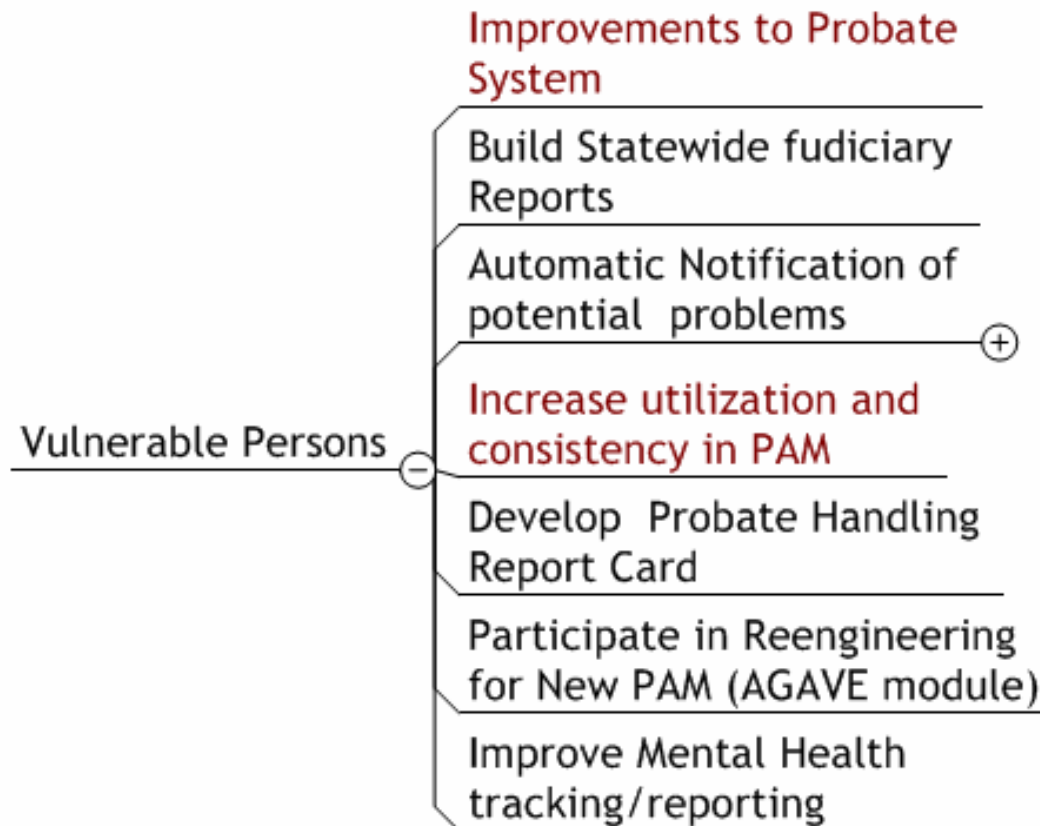 Improvements to Probate
System
Build Statewide fudiciary
Reports
Automatic Notification of
potential problems
Increase utilization and
consistency in PAM
Vulnerable Persons
Develop Probate Handling
Report Card
Participate in Reengineering
for New PAM (AGAVE module)
Improve Mental Health
tracking/reporting